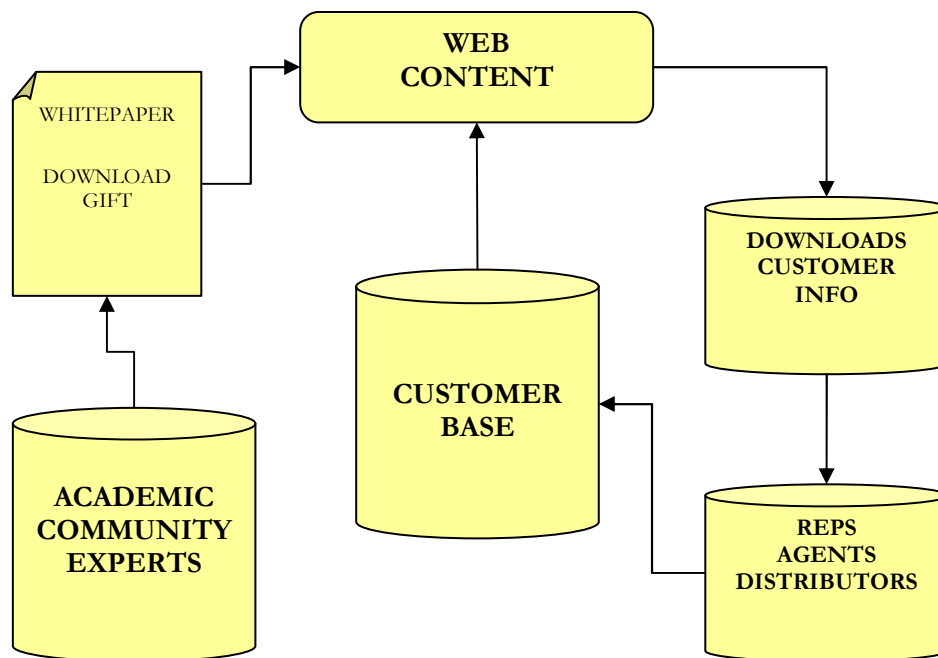 WEB
CONTENT
WHITEPAPER
DOWNLOAD
GIFT
DOWNLOADS
CUSTOMER
INFO
CUSTOMER
BASE
ACADEMIC
COMMUNITY
EXPERTS
REPS
AGENTS
DISTRIBUTORS